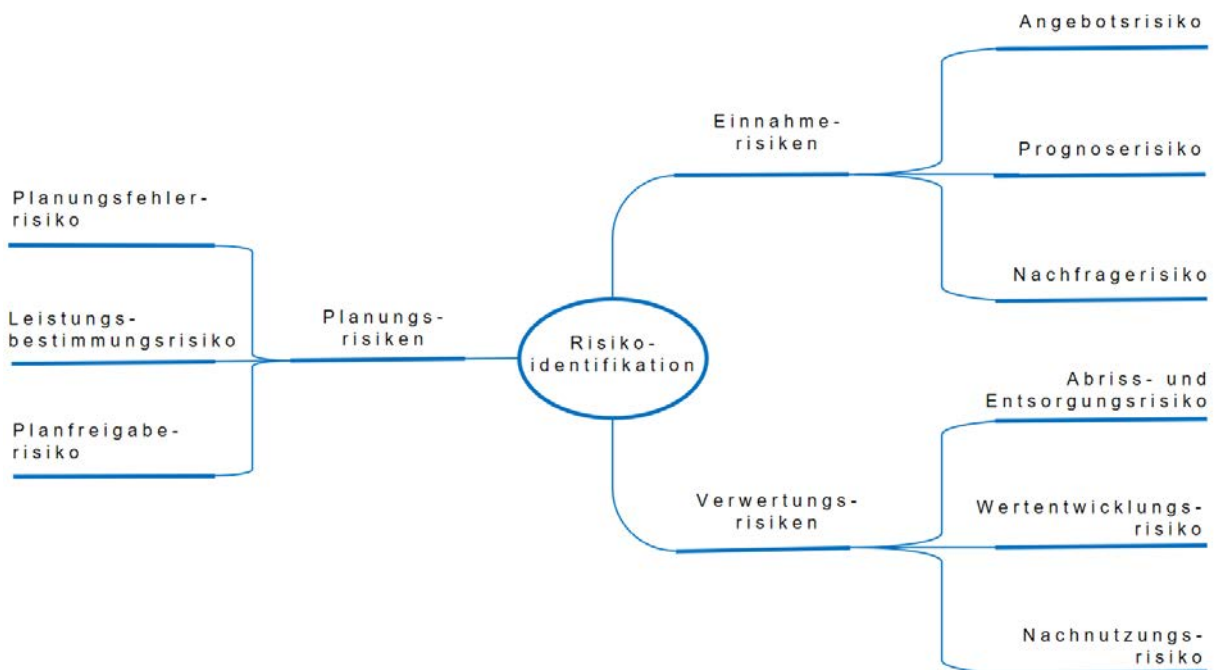 Angebotsrisiko
Einnahme-
risiken
Prognoserisiko
Nachfragerisiko
Planungsfehler-
risiko
Leistungs-
bestimmungsrisiko
Planfreigabe-
risiko
Planungs-
risiken
Risiko-
identifikation
Abriss- und
Entsorgungsrisiko
Verwertungs-
risiken
Wertentwicklungs-
risiko
Nachnutzungs-
risiko